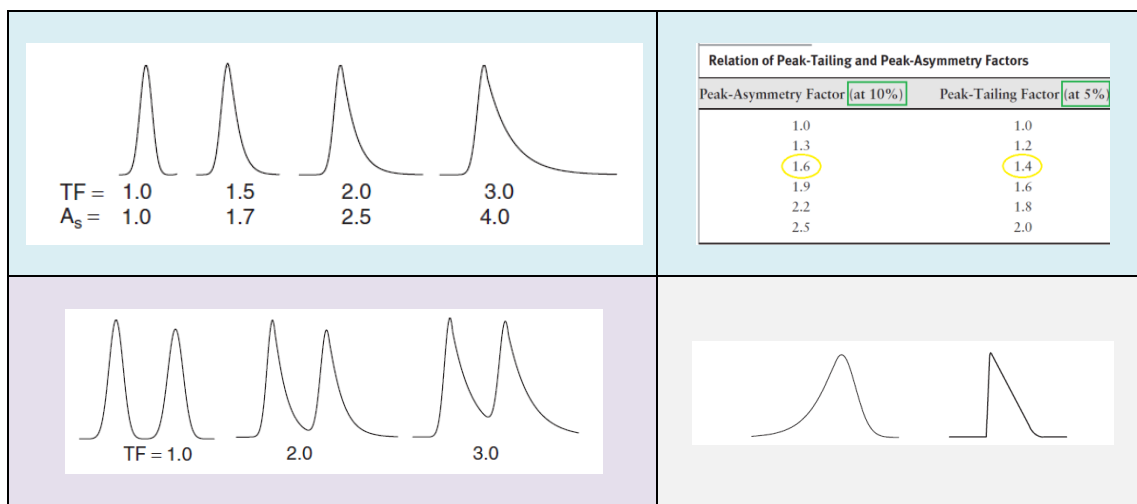 TF = 1.0 1.5 2.0 3.0
As = 1.0 1.7 2.5 4.0
Relation of Peak-Tailing and Peak-Asymmetry Factors
Peak-Asymmetry Factor (at 10%) Peak-Tailing Factor (at 5%)
1.0 1.0
1.3 1.2
1.6 1.4
1.9 1.6
2.2 1.8
2.5 2.0
TF = 1.0 2.0 3.0